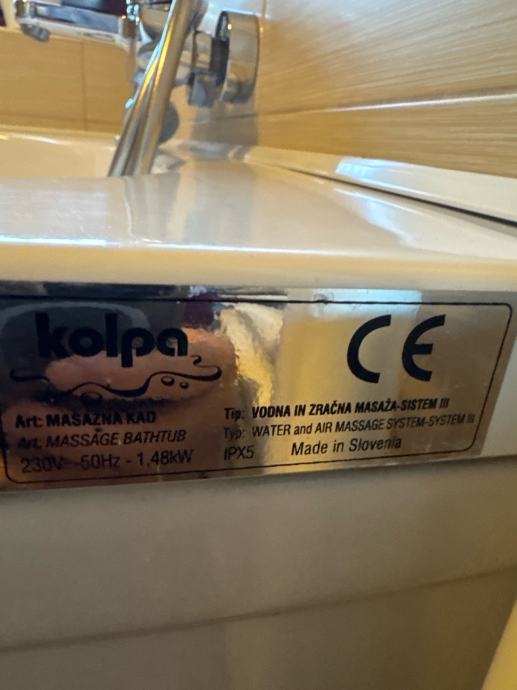 kolpa
CE
Art: MASAŽNA KAD
Art: MASSAGE BATHTUB
230V ~50Hz - 1,48kW
Tip: VODNA IN ZRAČNA MASAŽA-SISTEM III
Typ: WATER and AIR MASSAGE SYSTEM-SYSTEM III
IPX5 Made in Slovenia